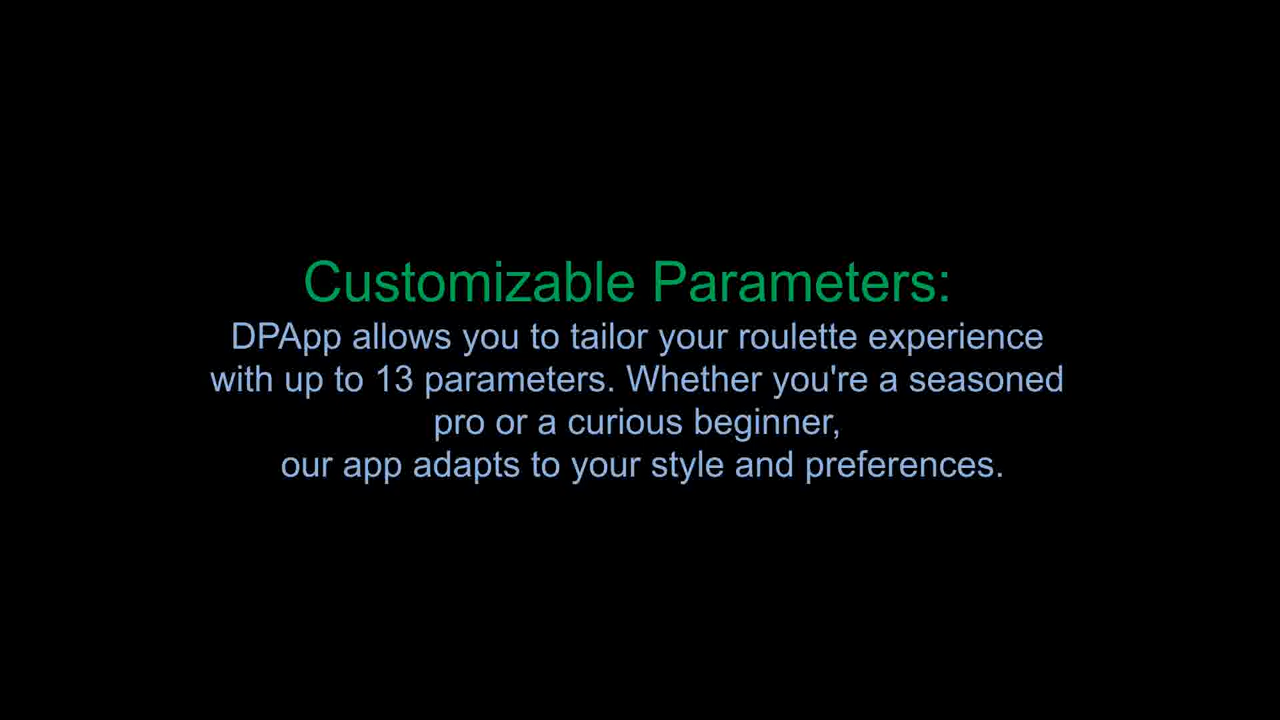 Customizable Parameters:
DPApp allows you to tailor your roulette experience
with up to 13 parameters. Whether you're a seasoned
pro or a curious beginner,
our app adapts to your style and preferences.